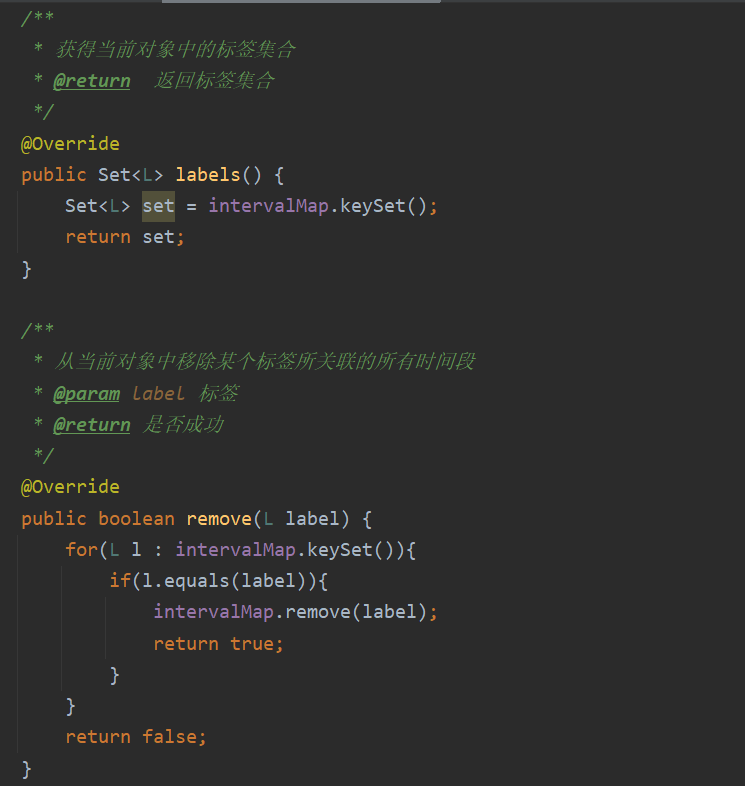 /**
 * 获得当前对象中的标签集合
 * @return  返回标签集合
 */
@Override
public Set<L> labels() {
    Set<L> set = intervalMap.keySet();
    return set;
}

/**
 * 从当前对象中移除某个标签所关联的所有时间段
 * @param label 标签
 * @return 是否成功
 */
@Override
public boolean remove(L label) {
    for(L l : intervalMap.keySet()){
        if(l.equals(label)){
            intervalMap.remove(label);
            return true;
        }
    }
    return false;
}